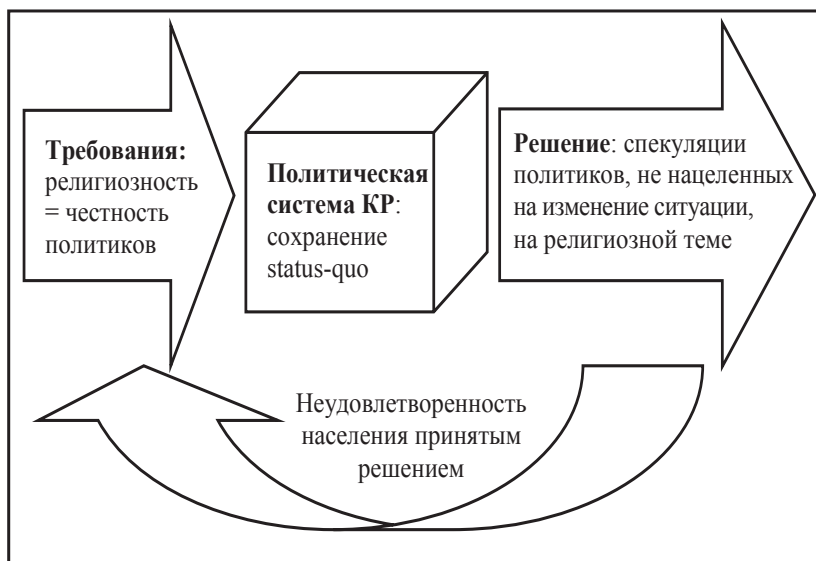 Требования:
религиозность
= честность
политиков
Политическая
система КР:
сохранение
status-quo
Решение: спекуляции
политиков, не нацеленных
на изменение ситуации,
на религиозной теме
Неудовлетворенность
населения принятым
решением